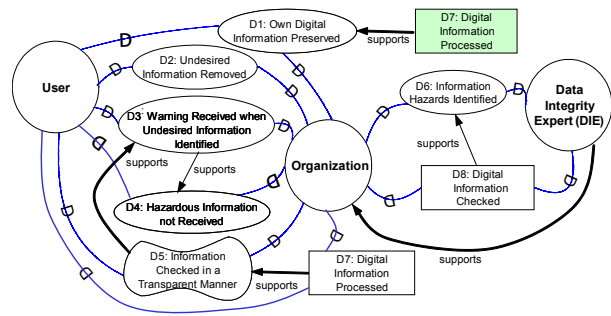 D1: Own Digital
Information Preserved
D7: Digital
Information
Processed
supports
D
User
D2: Undesired
Information Removed
D
D
D
D
D6: Information
Hazards Identified
D
D
Data
Integrity
Expert (DIE)
D3: Warning Received when
Undesired Information
Identified
D
D
D
supports
supports
Organization
D
D8: Digital
Information
Checked
supports
D
D
D4: Hazardous Information
not Received
D
D
D
D
D5: Information
Checked in a
Transparent Manner
D
D
supports
D7: Digital
Information
Processed
supports
D